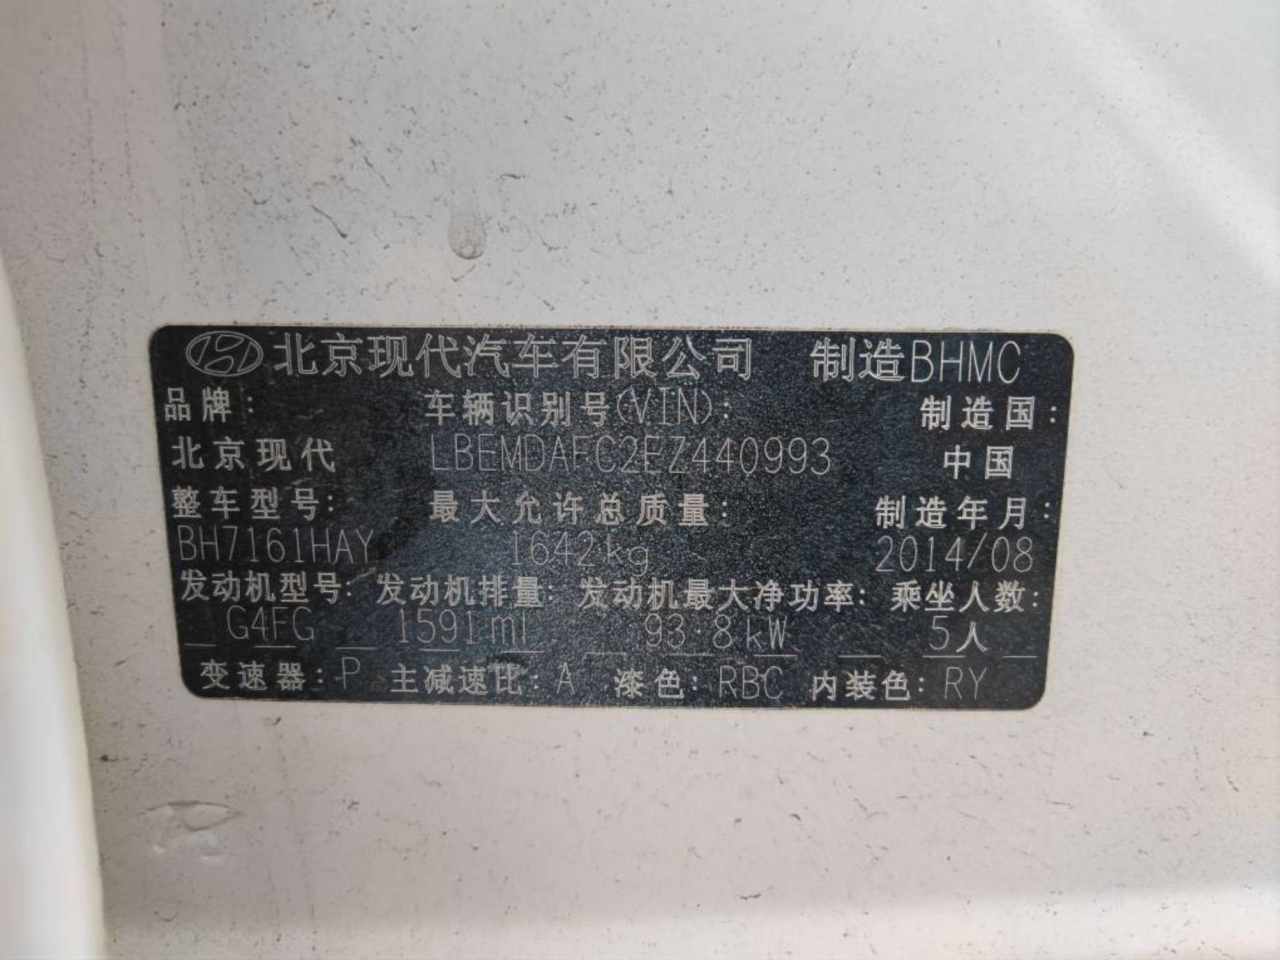 北京现代汽车有限公司 制造BHMC
品牌: 车辆识别号(VIN): 制造国:
北京现代 LBEMDAFC2EZ440993 中国
整车型号: 最大允许总质量: 制造年月:
BH7161HAY 1642kg 2014/08
发动机型号: 发动机排量: 发动机最大净功率: 乘坐人数:
G4FG 1591ml 93.8kW 5人
变速器: P 主减速比: A 漆色: RBC 内装色: RY